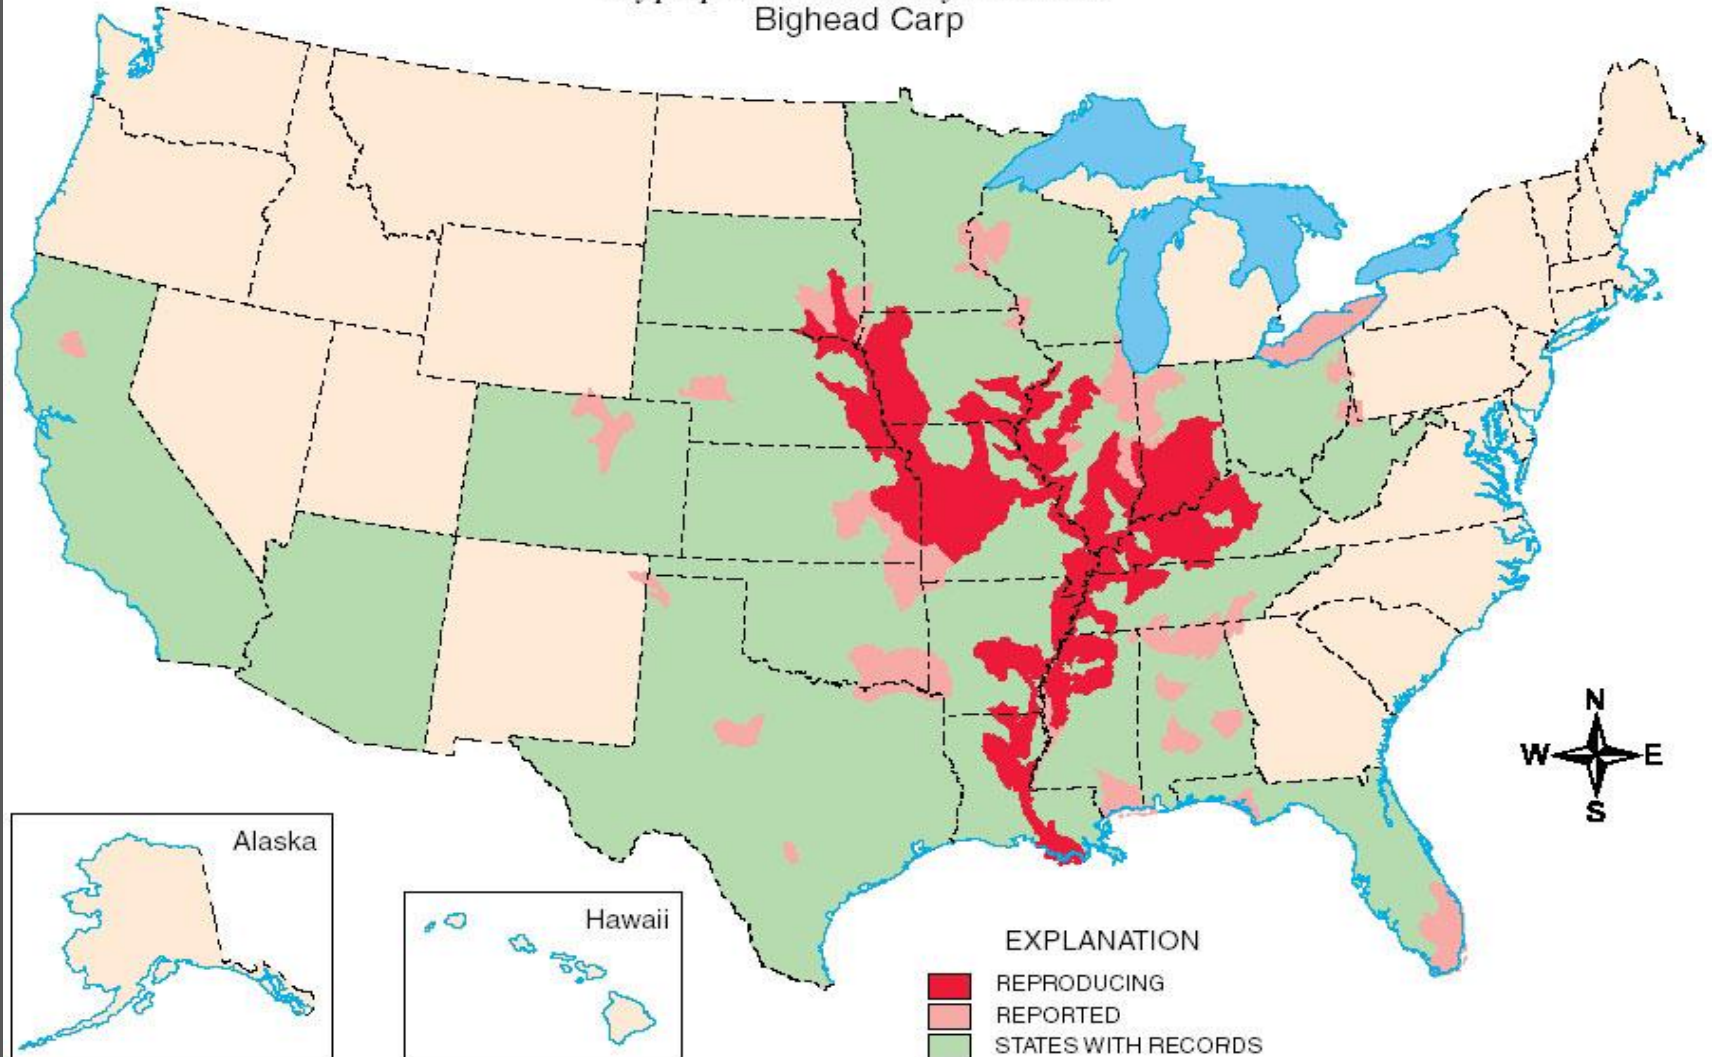 Bighead Carp
N
W E
S
Alaska
Hawaii
EXPLANATION
REPRODUCING
REPORTED
STATES WITH RECORDS